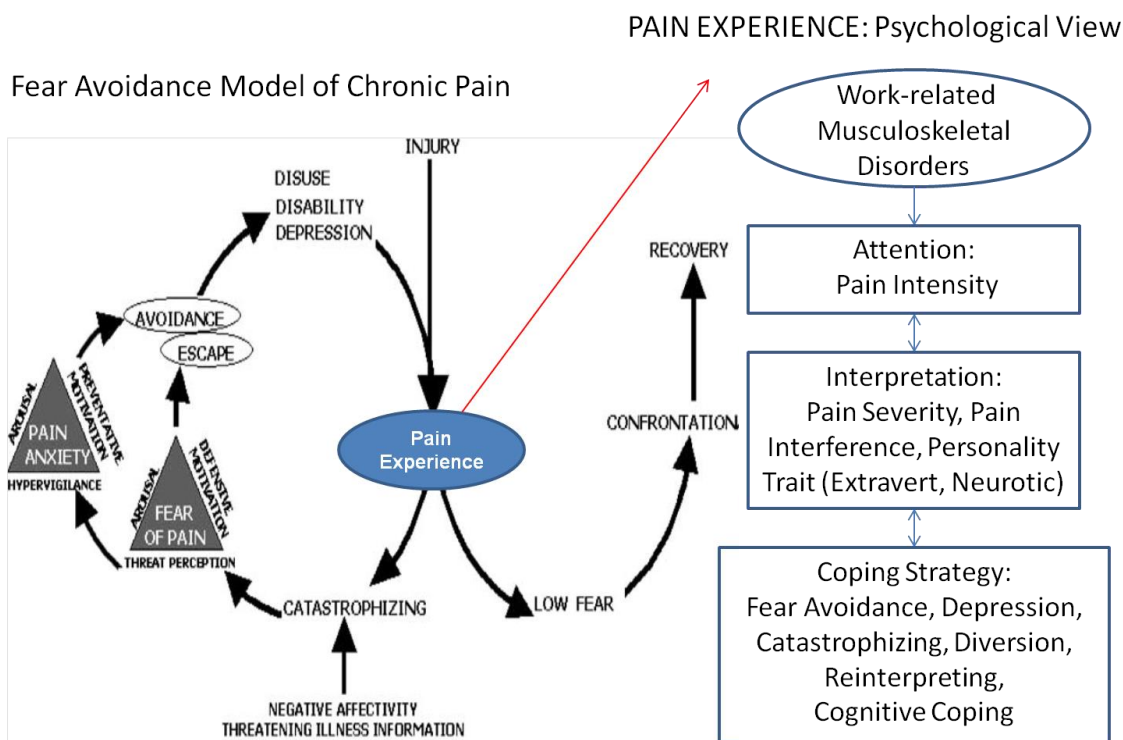 PAIN EXPERIENCE: Psychological View
Fear Avoidance Model of Chronic Pain
INJURY
DISUSE
DISABILITY
DEPRESSION
RECOVERY
AVOIDANCE
ESCAPE
AROUSAL
PREVENTATIVE
MOTIVATION
PAIN
ANXIETY
HYPERVIGILANCE
AROUSAL
DEFENSIVE
MOTIVATION
FEAR
OF PAIN
THREAT PERCEPTION
Pain
Experience
CONFRONTATION
CATASTROPHIZING
LOW FEAR
NEGATIVE AFFECTIVITY
THREATENING ILLNESS INFORMATION
Work-related
Musculoskeletal
Disorders
Attention:
Pain Intensity
Interpretation:
Pain Severity, Pain
Interference, Personality
Trait (Extravert, Neurotic)
Coping Strategy:
Fear Avoidance, Depression,
Catastrophizing, Diversion,
Reinterpreting,
Cognitive Coping